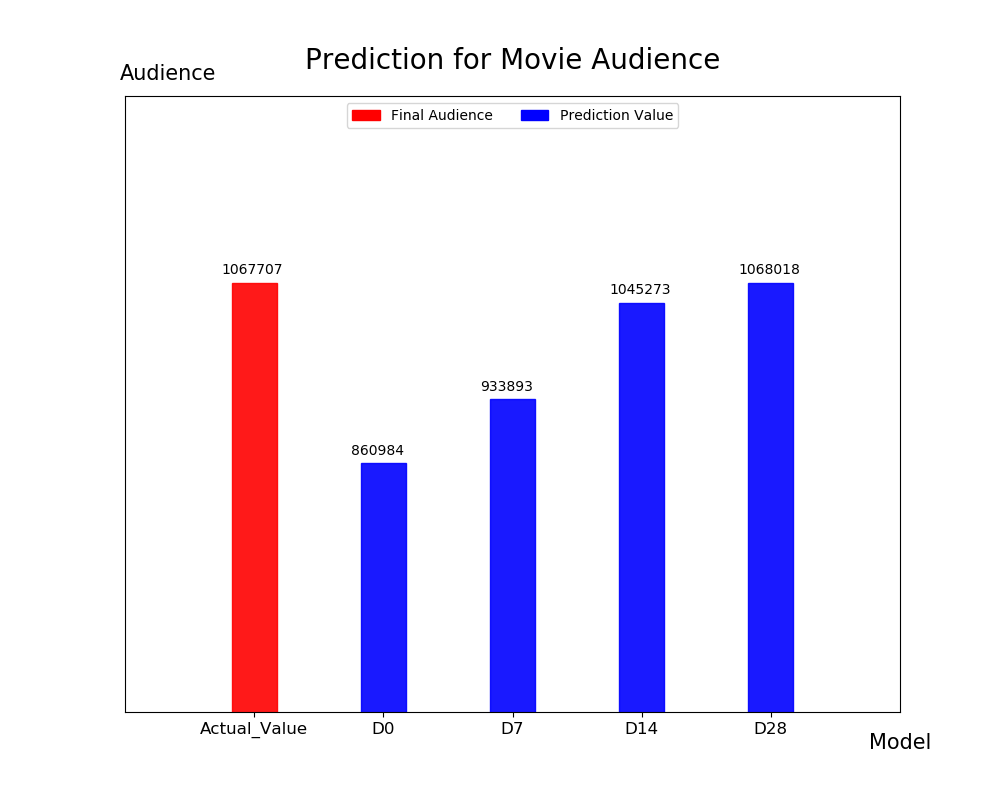 Prediction for Movie Audience
Audience
Final Audience
Prediction Value
1067707
860984
933893
1045273
1068018
Actual_Value
D0
D7
D14
D28
Model